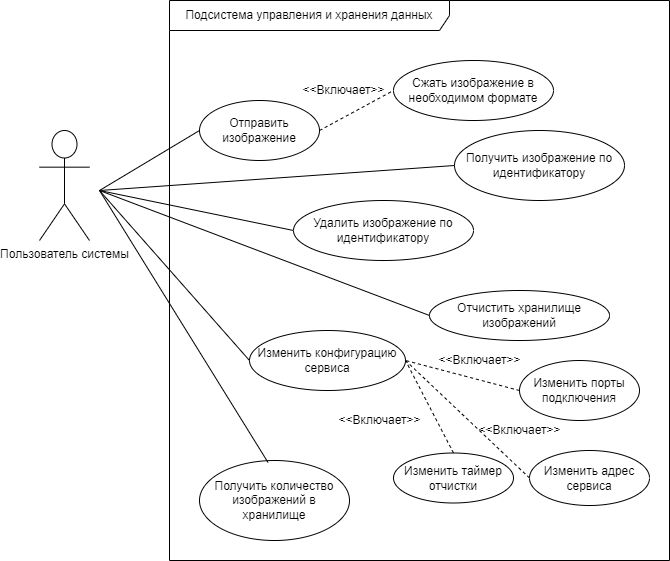 Подсистема управления и хранения данных
<<Включает>>
Сжать изображение в
необходимом формате
Отправить
изображение
Получить изображение по
идентификатору
Удалить изображение по
идентификатору
Пользователь системы
Отчистить хранилище
изображений
Изменить конфигурацию
сервиса
<<Включает>>
Изменить порты
подключения
<<Включает>>
<<Включает>>
Получить количество
изображений в
хранилище
Изменить таймер
отчистки
Изменить адрес
сервиса